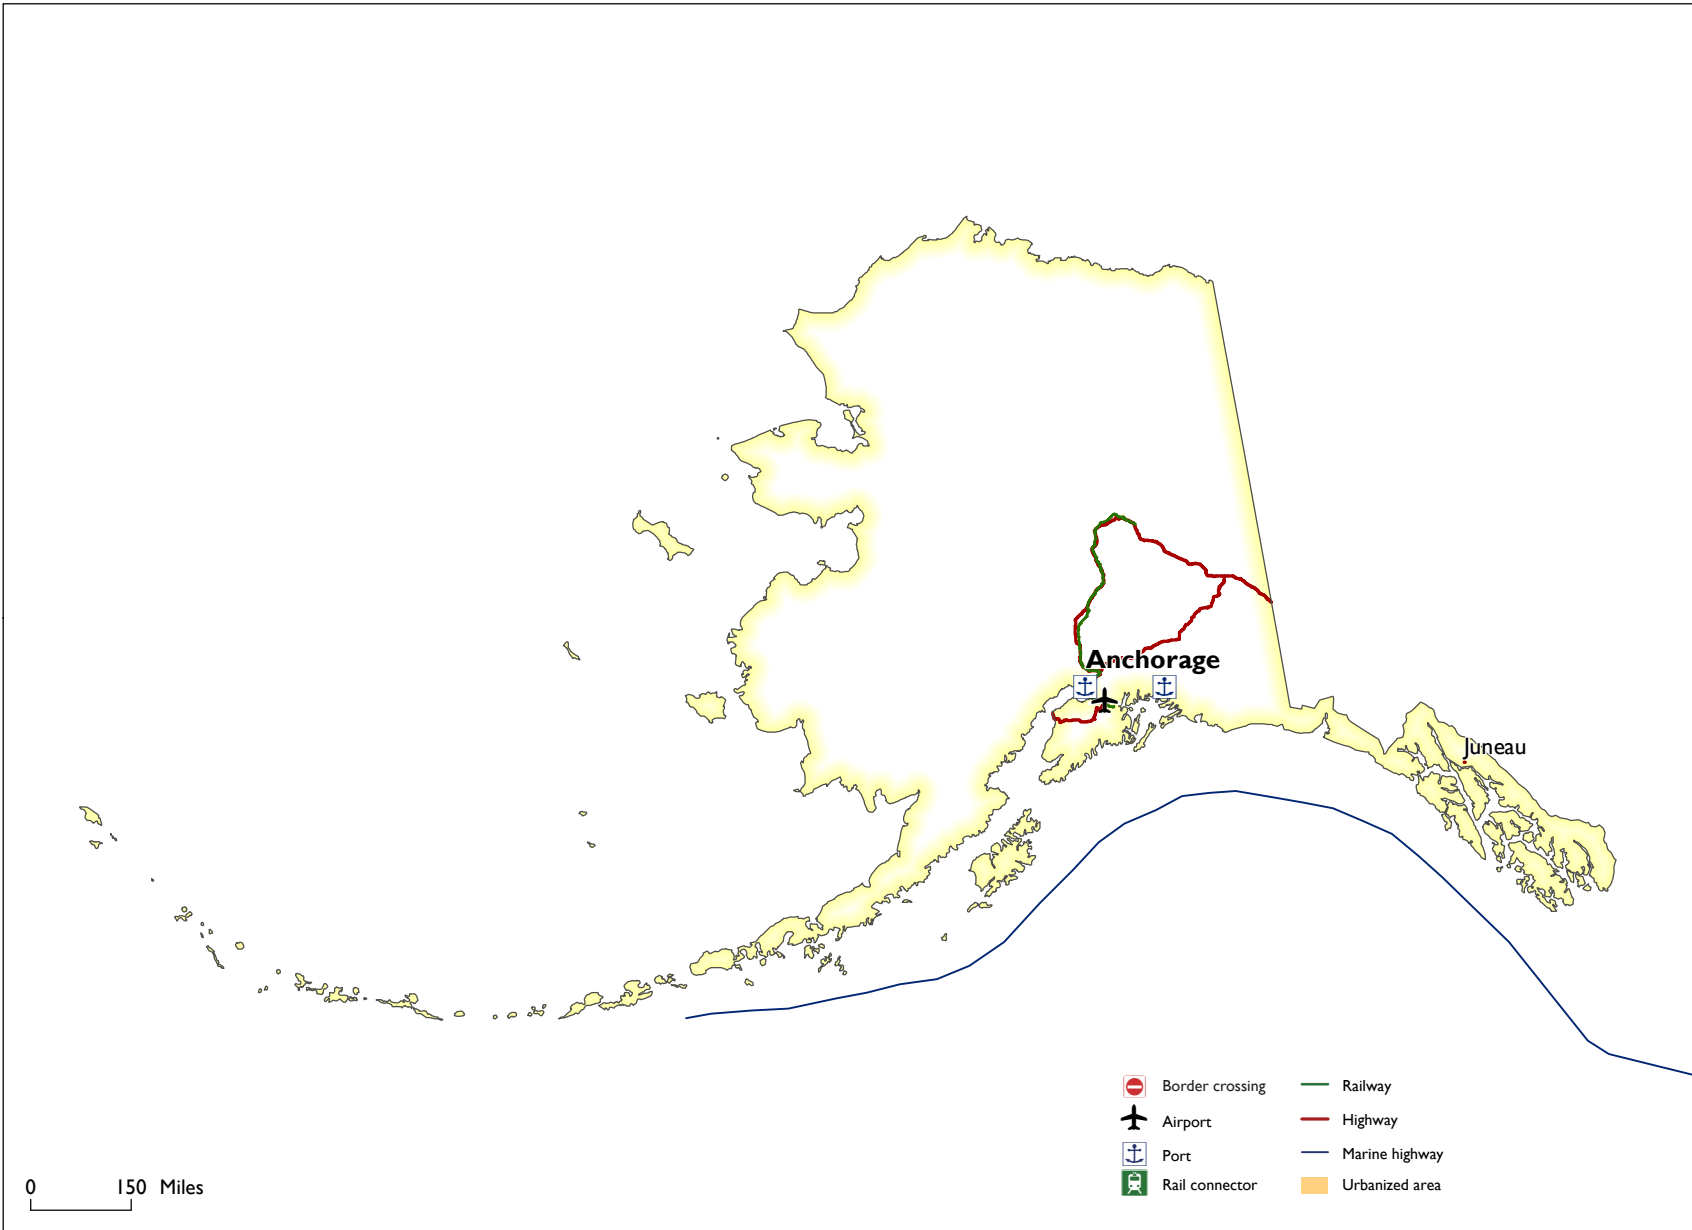 Anchorage
Juneau
Border crossing
Railway
Airport
Highway
Port
Marine highway
Rail connector
Urbanized area
0 150 Miles